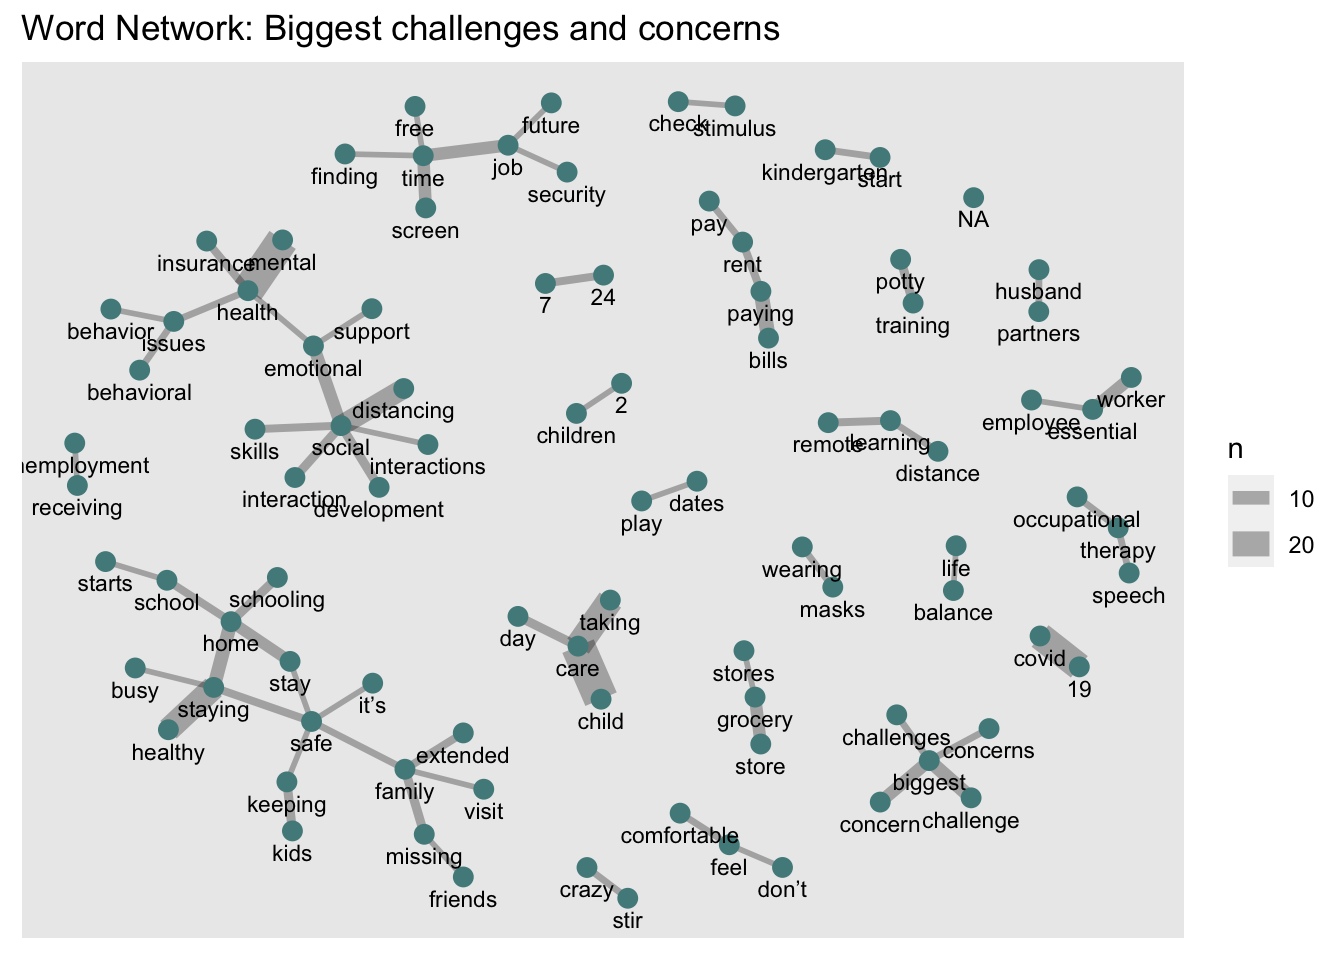 Word Network: Biggest challenges and concerns
free
future
check
stimulus
finding
time
job
security
kindergarten
start
screen
pay
NA
insurance
mental
rent
potty
husband
health
7
24
paying
training
partners
behavior
issues
support
bills
emotional
behavioral
2
distancing
children
worker
employee
essential
skills
social
interactions
remote
learning
distance
nemployment
receiving
interaction
development
play
dates
occupational
therapy
speech
starts
school
schooling
wearing
masks
life
balance
home
day
taking
care
child
stores
grocery
store
covid
19
busy
staying
stay
it’s
healthy
safe
extended
family
visit
keeping
kids
missing
friends
challenges
concerns
biggest
concern
challenge
comfortable
feel
don’t
crazy
stir
n
10
20